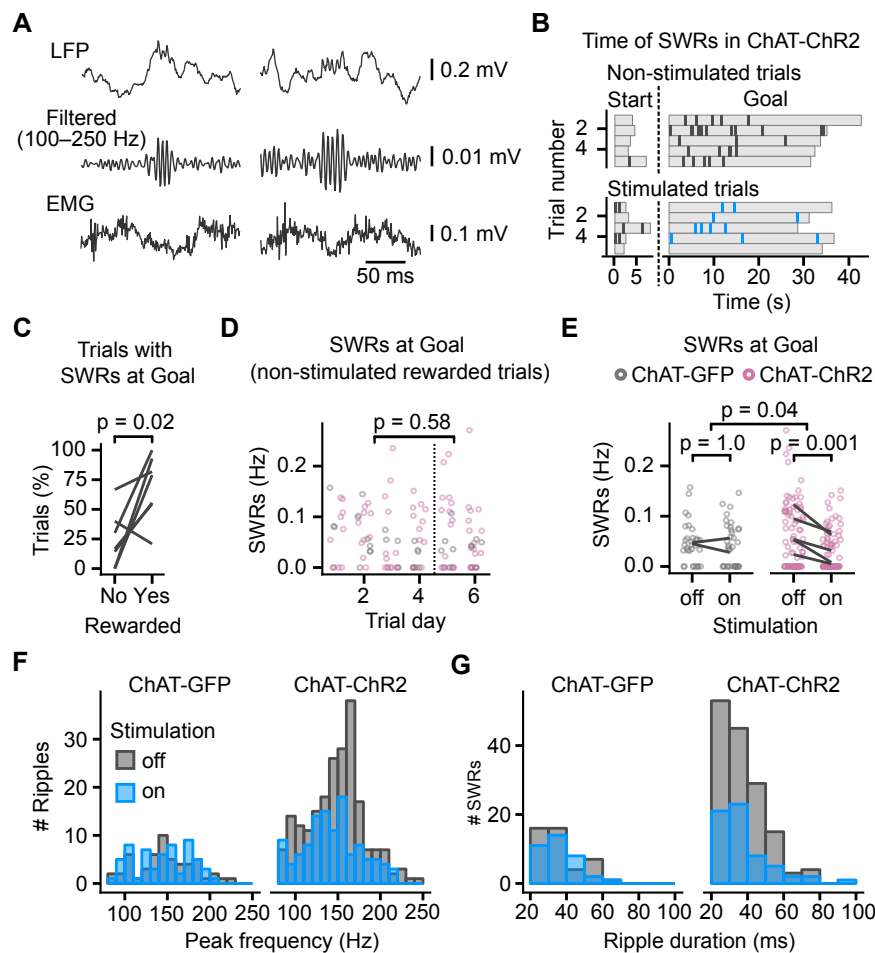 A
LFP
0.2 mV
Filtered
(100–250 Hz)
0.01 mV
EMG
0.1 mV
50 ms
B
Time of SWRs in ChAT-ChR2
Non-stimulated trials
Start Goal
2
4
Stimulated trials
2
4
Trial number
0 5 0 10 20 30 40
Time (s)
C
Trials with
SWRs at Goal
p = 0.02
100
75
50
25
0
Trials (%)
No Yes
Rewarded
D
SWRs at Goal
(non-stimulated rewarded trials)
p = 0.58
0.2
0.1
0.0
SWRs (Hz)
2 4 6
Trial day
E
SWRs at Goal
ChAT-GFP ChAT-ChR2
p = 0.04
p = 1.0 p = 0.001
0.2
0.1
0.0
SWRs (Hz)
off on off on
Stimulation
F
ChAT-GFP ChAT-ChR2
Stimulation
off
on
30
20
10
0
# Ripples
100 150 200 250 100 150 200 250
Peak frequency (Hz)
G
ChAT-GFP ChAT-ChR2
40
20
0
# SWRs
20 40 60 80 100 20 40 60 80 100
Ripple duration (ms)